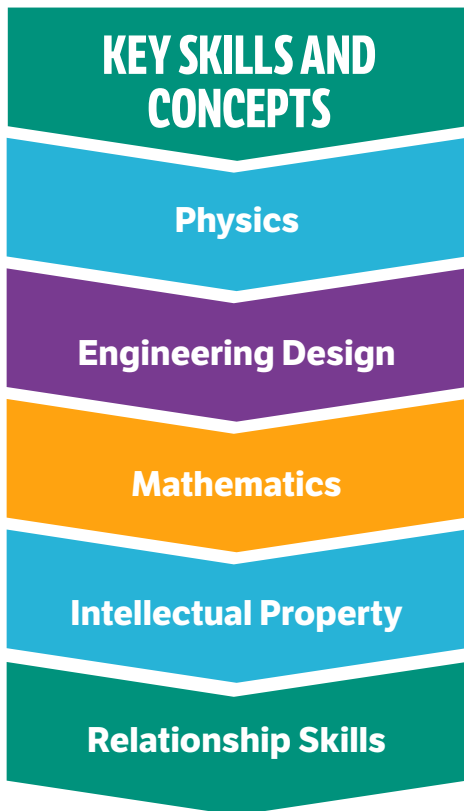 KEY SKILLS AND
CONCEPTS
Physics
Engineering Design
Mathematics
Intellectual Property
Relationship Skills